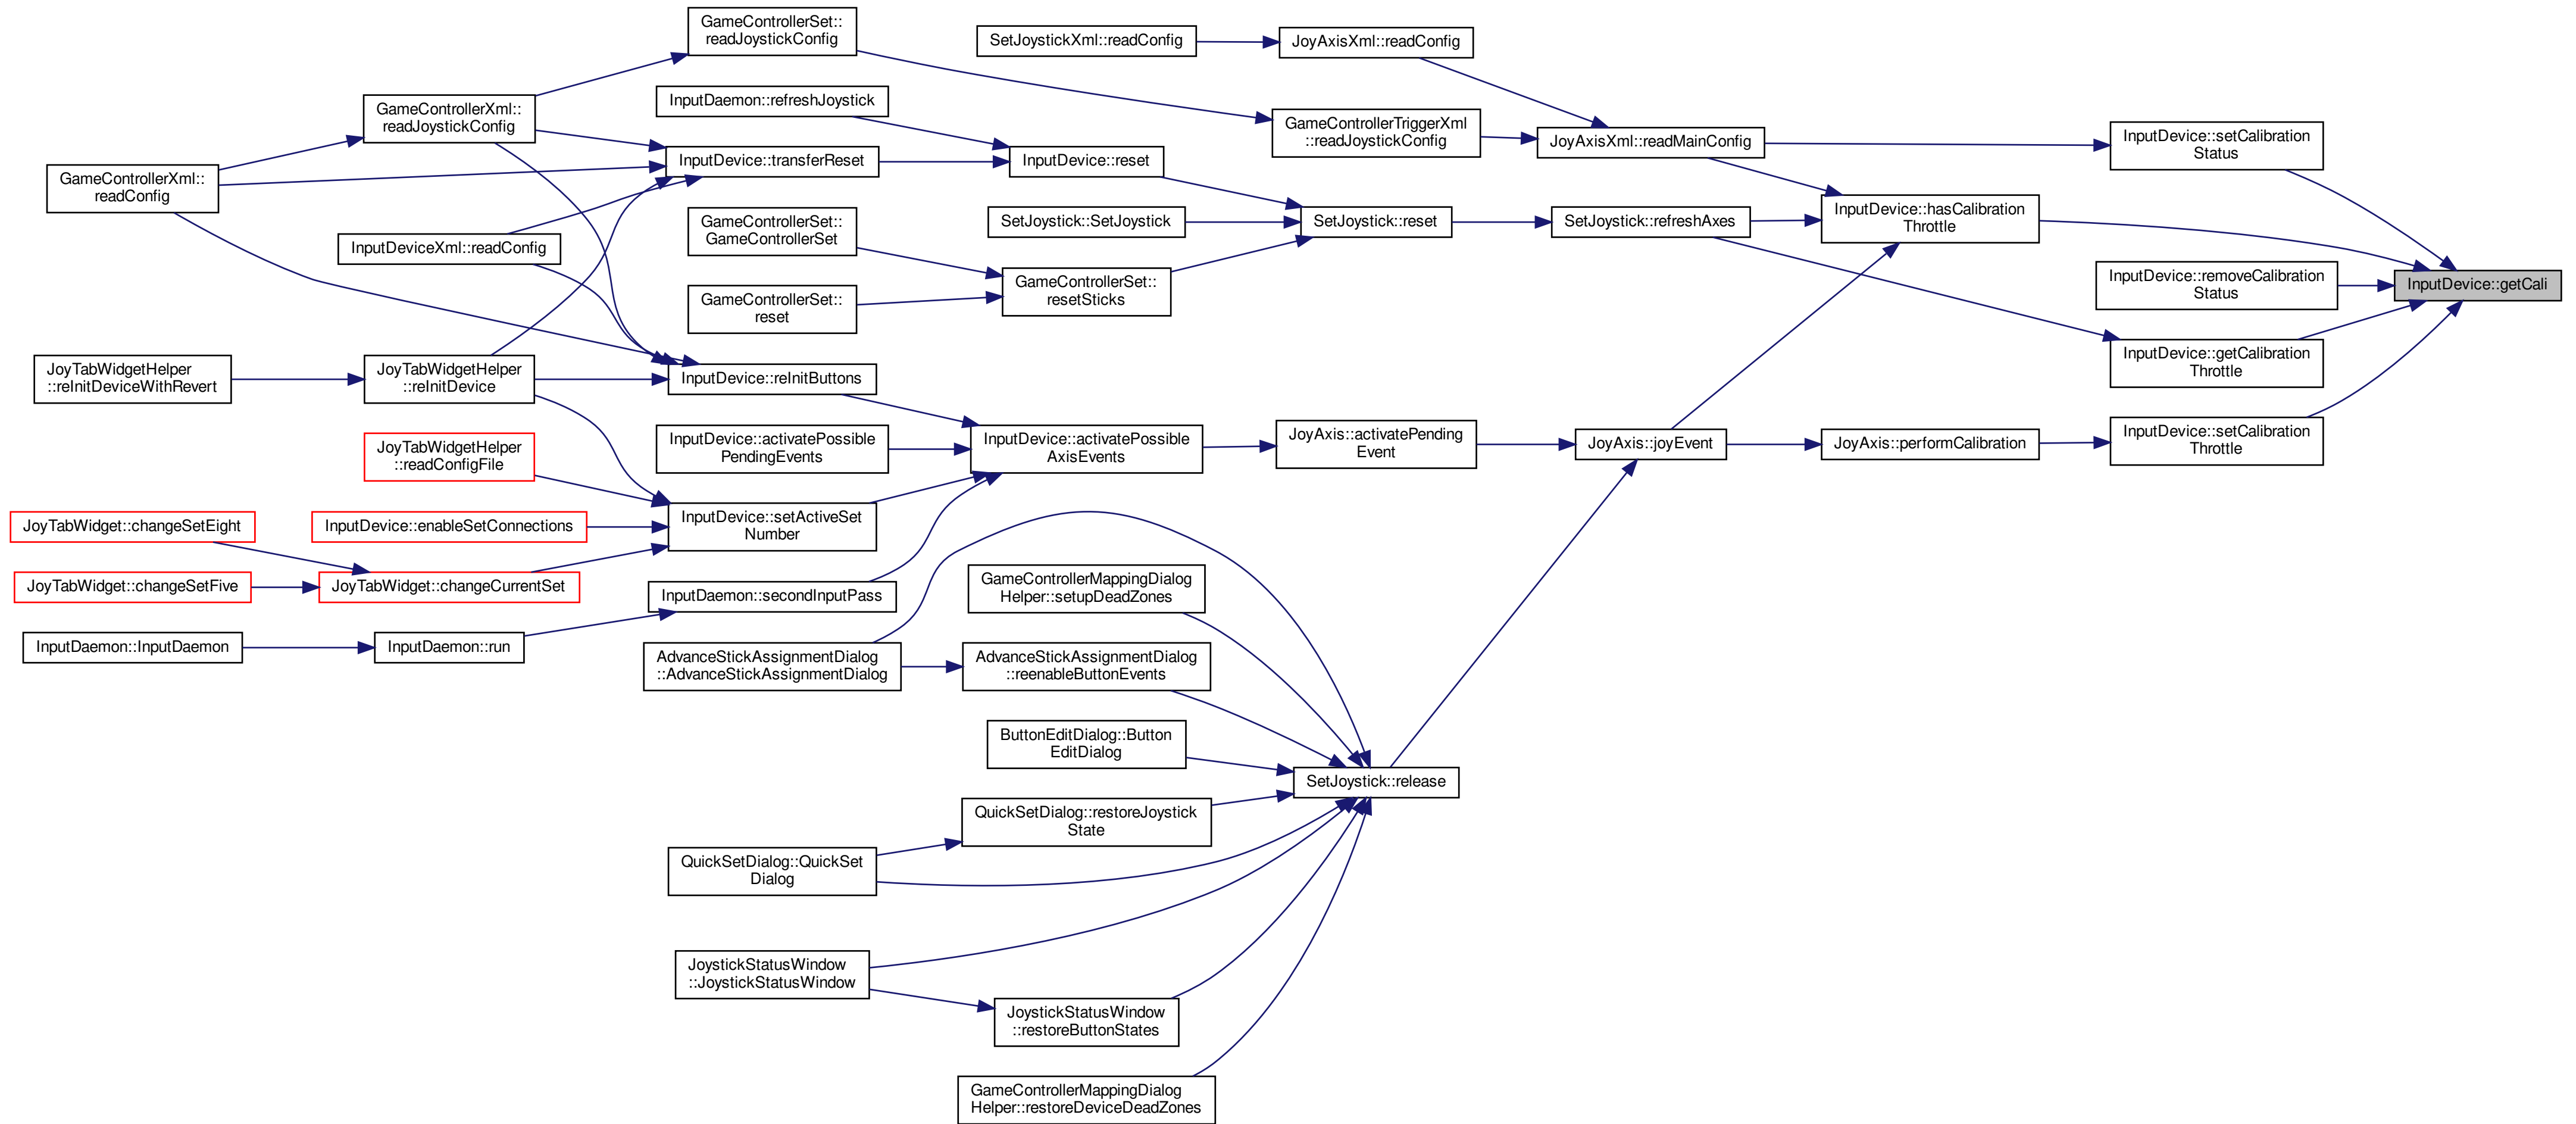 GameControllerSet::
readJoystickConfig
SetJoystickXml::readConfig
JoyAxisXml::readConfig
InputDaemon::refreshJoystick
GameControllerXml::
readJoystickConfig
GameControllerTriggerXml
::readJoystickConfig
JoyAxisXml::readMainConfig
InputDevice::setCalibration
Status
InputDevice::transferReset
InputDevice::reset
GameControllerXml::
readConfig
InputDevice::hasCalibration
Throttle
GameControllerSet::
GameControllerSet
SetJoystick::SetJoystick
SetJoystick::reset
SetJoystick::refreshAxes
InputDeviceXml::readConfig
GameControllerSet::
resetSticks
InputDevice::removeCalibration
Status
InputDevice::getCali
GameControllerSet::
reset
InputDevice::getCalibration
Throttle
JoyTabWidgetHelper
::reInitDeviceWithRevert
JoyTabWidgetHelper
::reInitDevice
InputDevice::reInitButtons
JoyTabWidgetHelper
::readConfigFile
InputDevice::activatePossible
PendingEvents
InputDevice::activatePossible
AxisEvents
JoyAxis::activatePending
Event
JoyAxis::joyEvent
JoyAxis::performCalibration
InputDevice::setCalibration
Throttle
JoyTabWidget::changeSetEight
InputDevice::enableSetConnections
InputDevice::setActiveSet
Number
JoyTabWidget::changeSetFive
JoyTabWidget::changeCurrentSet
InputDaemon::secondInputPass
GameControllerMappingDialog
Helper::setupDeadZones
InputDaemon::InputDaemon
InputDaemon::run
AdvanceStickAssignmentDialog
::AdvanceStickAssignmentDialog
AdvanceStickAssignmentDialog
::reenableButtonEvents
ButtonEditDialog::Button
EditDialog
SetJoystick::release
QuickSetDialog::restoreJoystick
State
QuickSetDialog::QuickSet
Dialog
JoystickStatusWindow
::JoystickStatusWindow
JoystickStatusWindow
::restoreButtonStates
GameControllerMappingDialog
Helper::restoreDeviceDeadZones